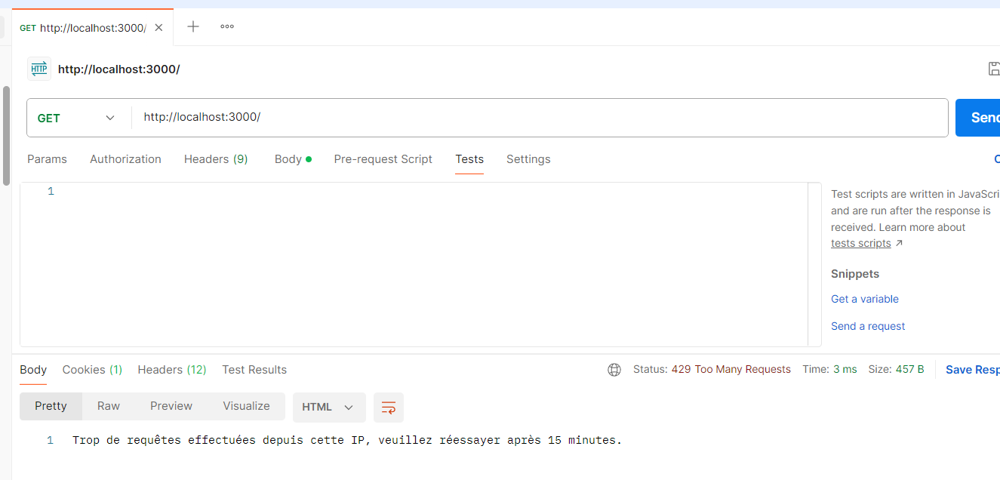 GET http://localhost:3000/
HTTP http://localhost:3000/
GET http://localhost:3000/ Send
Params Authorization Headers (9) Body Pre-request Script Tests Settings
1
Test scripts are written in JavaScri
and are run after the response is
received. Learn more about
tests scripts
Snippets
Get a variable
Send a request
Body Cookies (1) Headers (12) Test Results Status: 429 Too Many Requests Time: 3 ms Size: 457 B Save Resp
Pretty Raw Preview Visualize HTML
1 Trop de requêtes effectuées depuis cette IP, veuillez réessayer après 15 minutes.